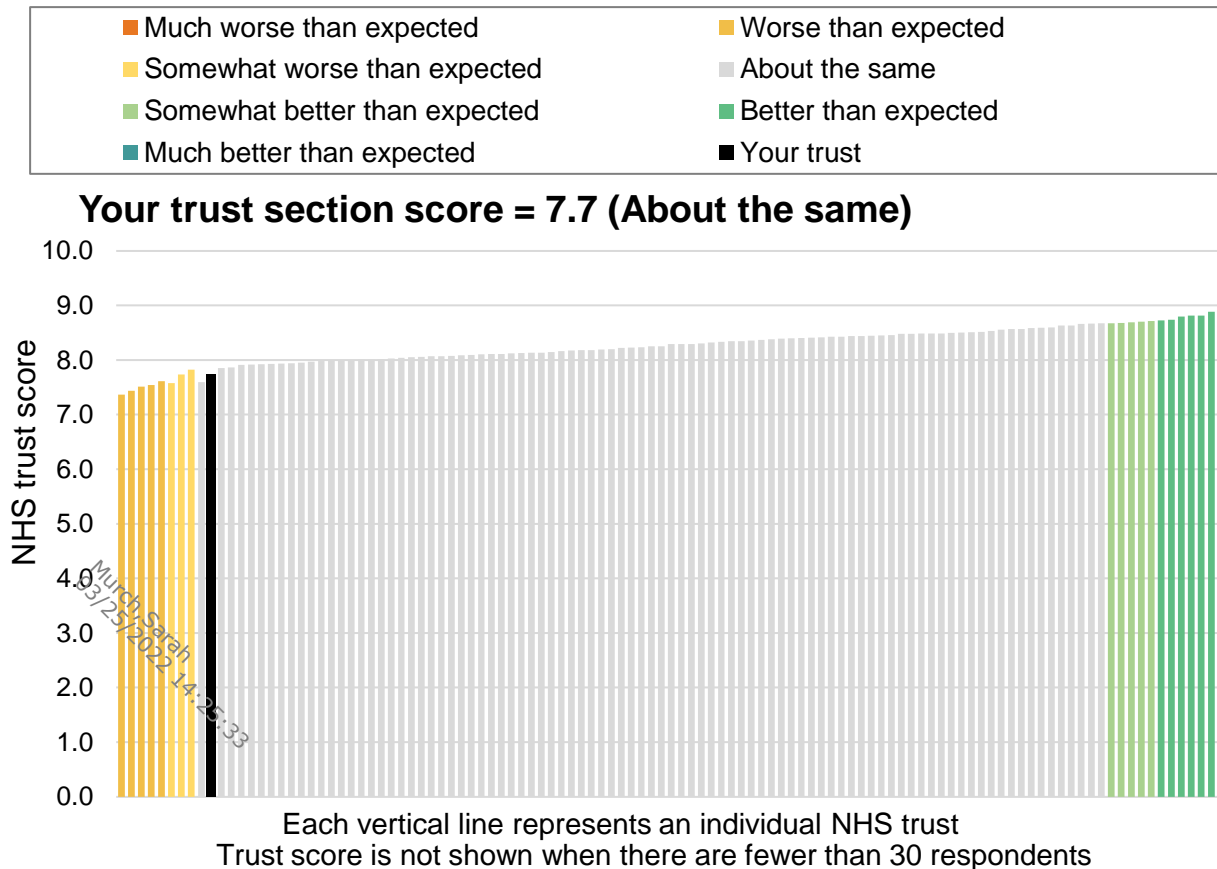 Much worse than expected
Worse than expected
Somewhat worse than expected
About the same
Somewhat better than expected
Better than expected
Much better than expected
Your trust
Your trust section score = 7.7 (About the same)
10.0
9.0
8.0
7.0
6.0
5.0
4.0
3.0
2.0
1.0
0.0
NHS trust score
Murch,Sarah
03/25/2022 14:25:33
Each vertical line represents an individual NHS trust
Trust score is not shown when there are fewer than 30 respondents